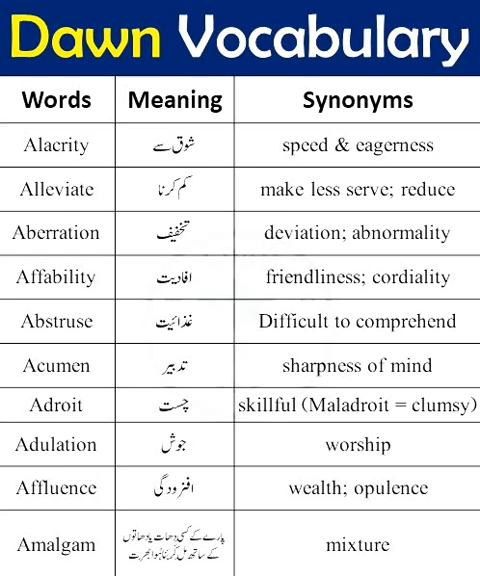 Dawn Vocabulary
Words Meaning Synonyms
Alacrity شوق سے speed & eagerness
Alleviate کم کرنا make less serve; reduce
Aberration تخفیف deviation; abnormality
Affability افادیت friendliness; cordiality
Abstruse غذائیت Difficult to comprehend
Acumen تدبیر sharpness of mind
Adroit چست skillful (Maladroit = clumsy)
Adulation جوش worship
Affluence افزودگی wealth; opulence
Amalgam پارے کے کسی دھات یا دھاتوں mixture
کے ساتھ مل کر بنا ہوا بھرت